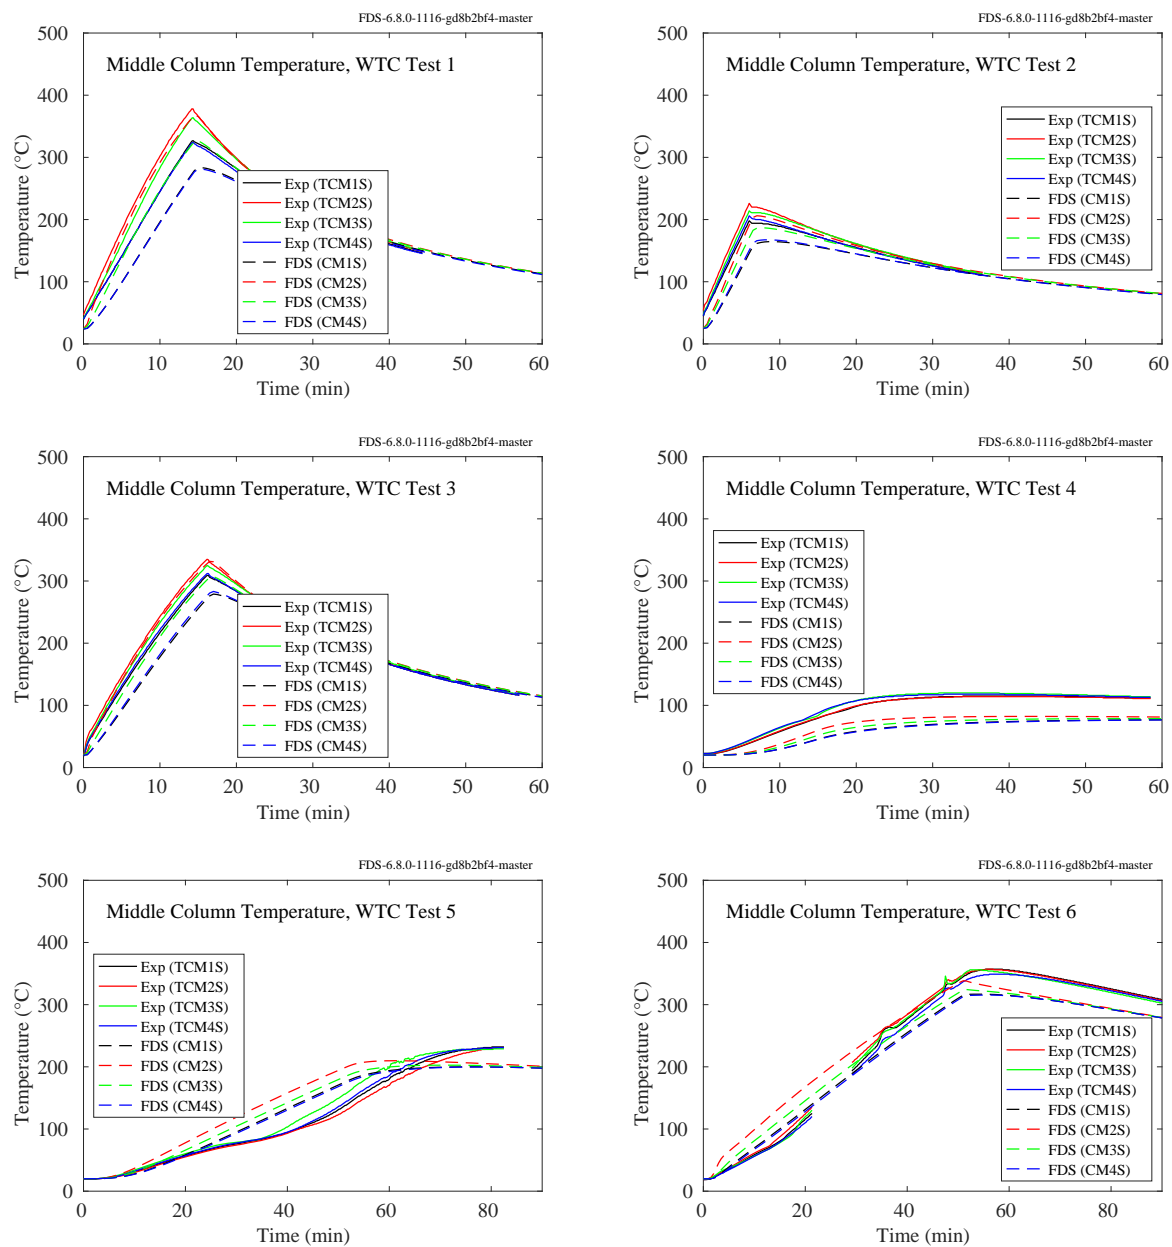 FDS-6.8.0-1116-gd8b2bf4-master
Middle Column Temperature, WTC Test 1
Temperature (°C)
500
400
300
200
100
0
Exp (TCM1S)
Exp (TCM2S)
Exp (TCM3S)
Exp (TCM4S)
FDS (CM1S)
FDS (CM2S)
FDS (CM3S)
FDS (CM4S)
0 10 20 30 40 50 60
Time (min)
FDS-6.8.0-1116-gd8b2bf4-master
Middle Column Temperature, WTC Test 2
Temperature (°C)
500
400
300
200
100
0
Exp (TCM1S)
Exp (TCM2S)
Exp (TCM3S)
Exp (TCM4S)
FDS (CM1S)
FDS (CM2S)
FDS (CM3S)
FDS (CM4S)
0 10 20 30 40 50 60
Time (min)
FDS-6.8.0-1116-gd8b2bf4-master
Middle Column Temperature, WTC Test 3
Temperature (°C)
500
400
300
200
100
0
Exp (TCM1S)
Exp (TCM2S)
Exp (TCM3S)
Exp (TCM4S)
FDS (CM1S)
FDS (CM2S)
FDS (CM3S)
FDS (CM4S)
0 10 20 30 40 50 60
Time (min)
FDS-6.8.0-1116-gd8b2bf4-master
Middle Column Temperature, WTC Test 4
Temperature (°C)
500
400
300
200
100
0
Exp (TCM1S)
Exp (TCM2S)
Exp (TCM3S)
Exp (TCM4S)
FDS (CM1S)
FDS (CM2S)
FDS (CM3S)
FDS (CM4S)
0 10 20 30 40 50 60
Time (min)
FDS-6.8.0-1116-gd8b2bf4-master
Middle Column Temperature, WTC Test 5
Temperature (°C)
500
400
300
200
100
0
Exp (TCM1S)
Exp (TCM2S)
Exp (TCM3S)
Exp (TCM4S)
FDS (CM1S)
FDS (CM2S)
FDS (CM3S)
FDS (CM4S)
0 20 40 60 80
Time (min)
FDS-6.8.0-1116-gd8b2bf4-master
Middle Column Temperature, WTC Test 6
Temperature (°C)
500
400
300
200
100
0
Exp (TCM1S)
Exp (TCM2S)
Exp (TCM3S)
Exp (TCM4S)
FDS (CM1S)
FDS (CM2S)
FDS (CM3S)
FDS (CM4S)
0 20 40 60 80
Time (min)